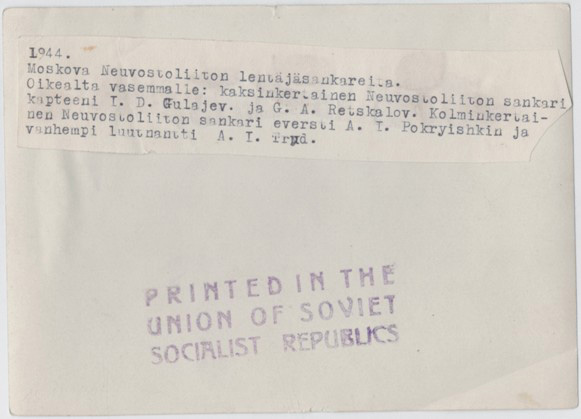 1944.
Moskova Neuvostoliiton lentäjäsankareita.
Oikealta vasemmalle: kaksinkertainen Neuvostoliiton sankari
kapteeni I. D. Gulajev. ja G. A. Retskalov. Kolminkertai-
nen Neuvostoliiton sankari eversti A. I. Pokryishkin ja
vanhempi luutnantti A. I. Trud.
PRINTED IN THE
UNION OF SOVIET
SOCIALIST REPUBLICS